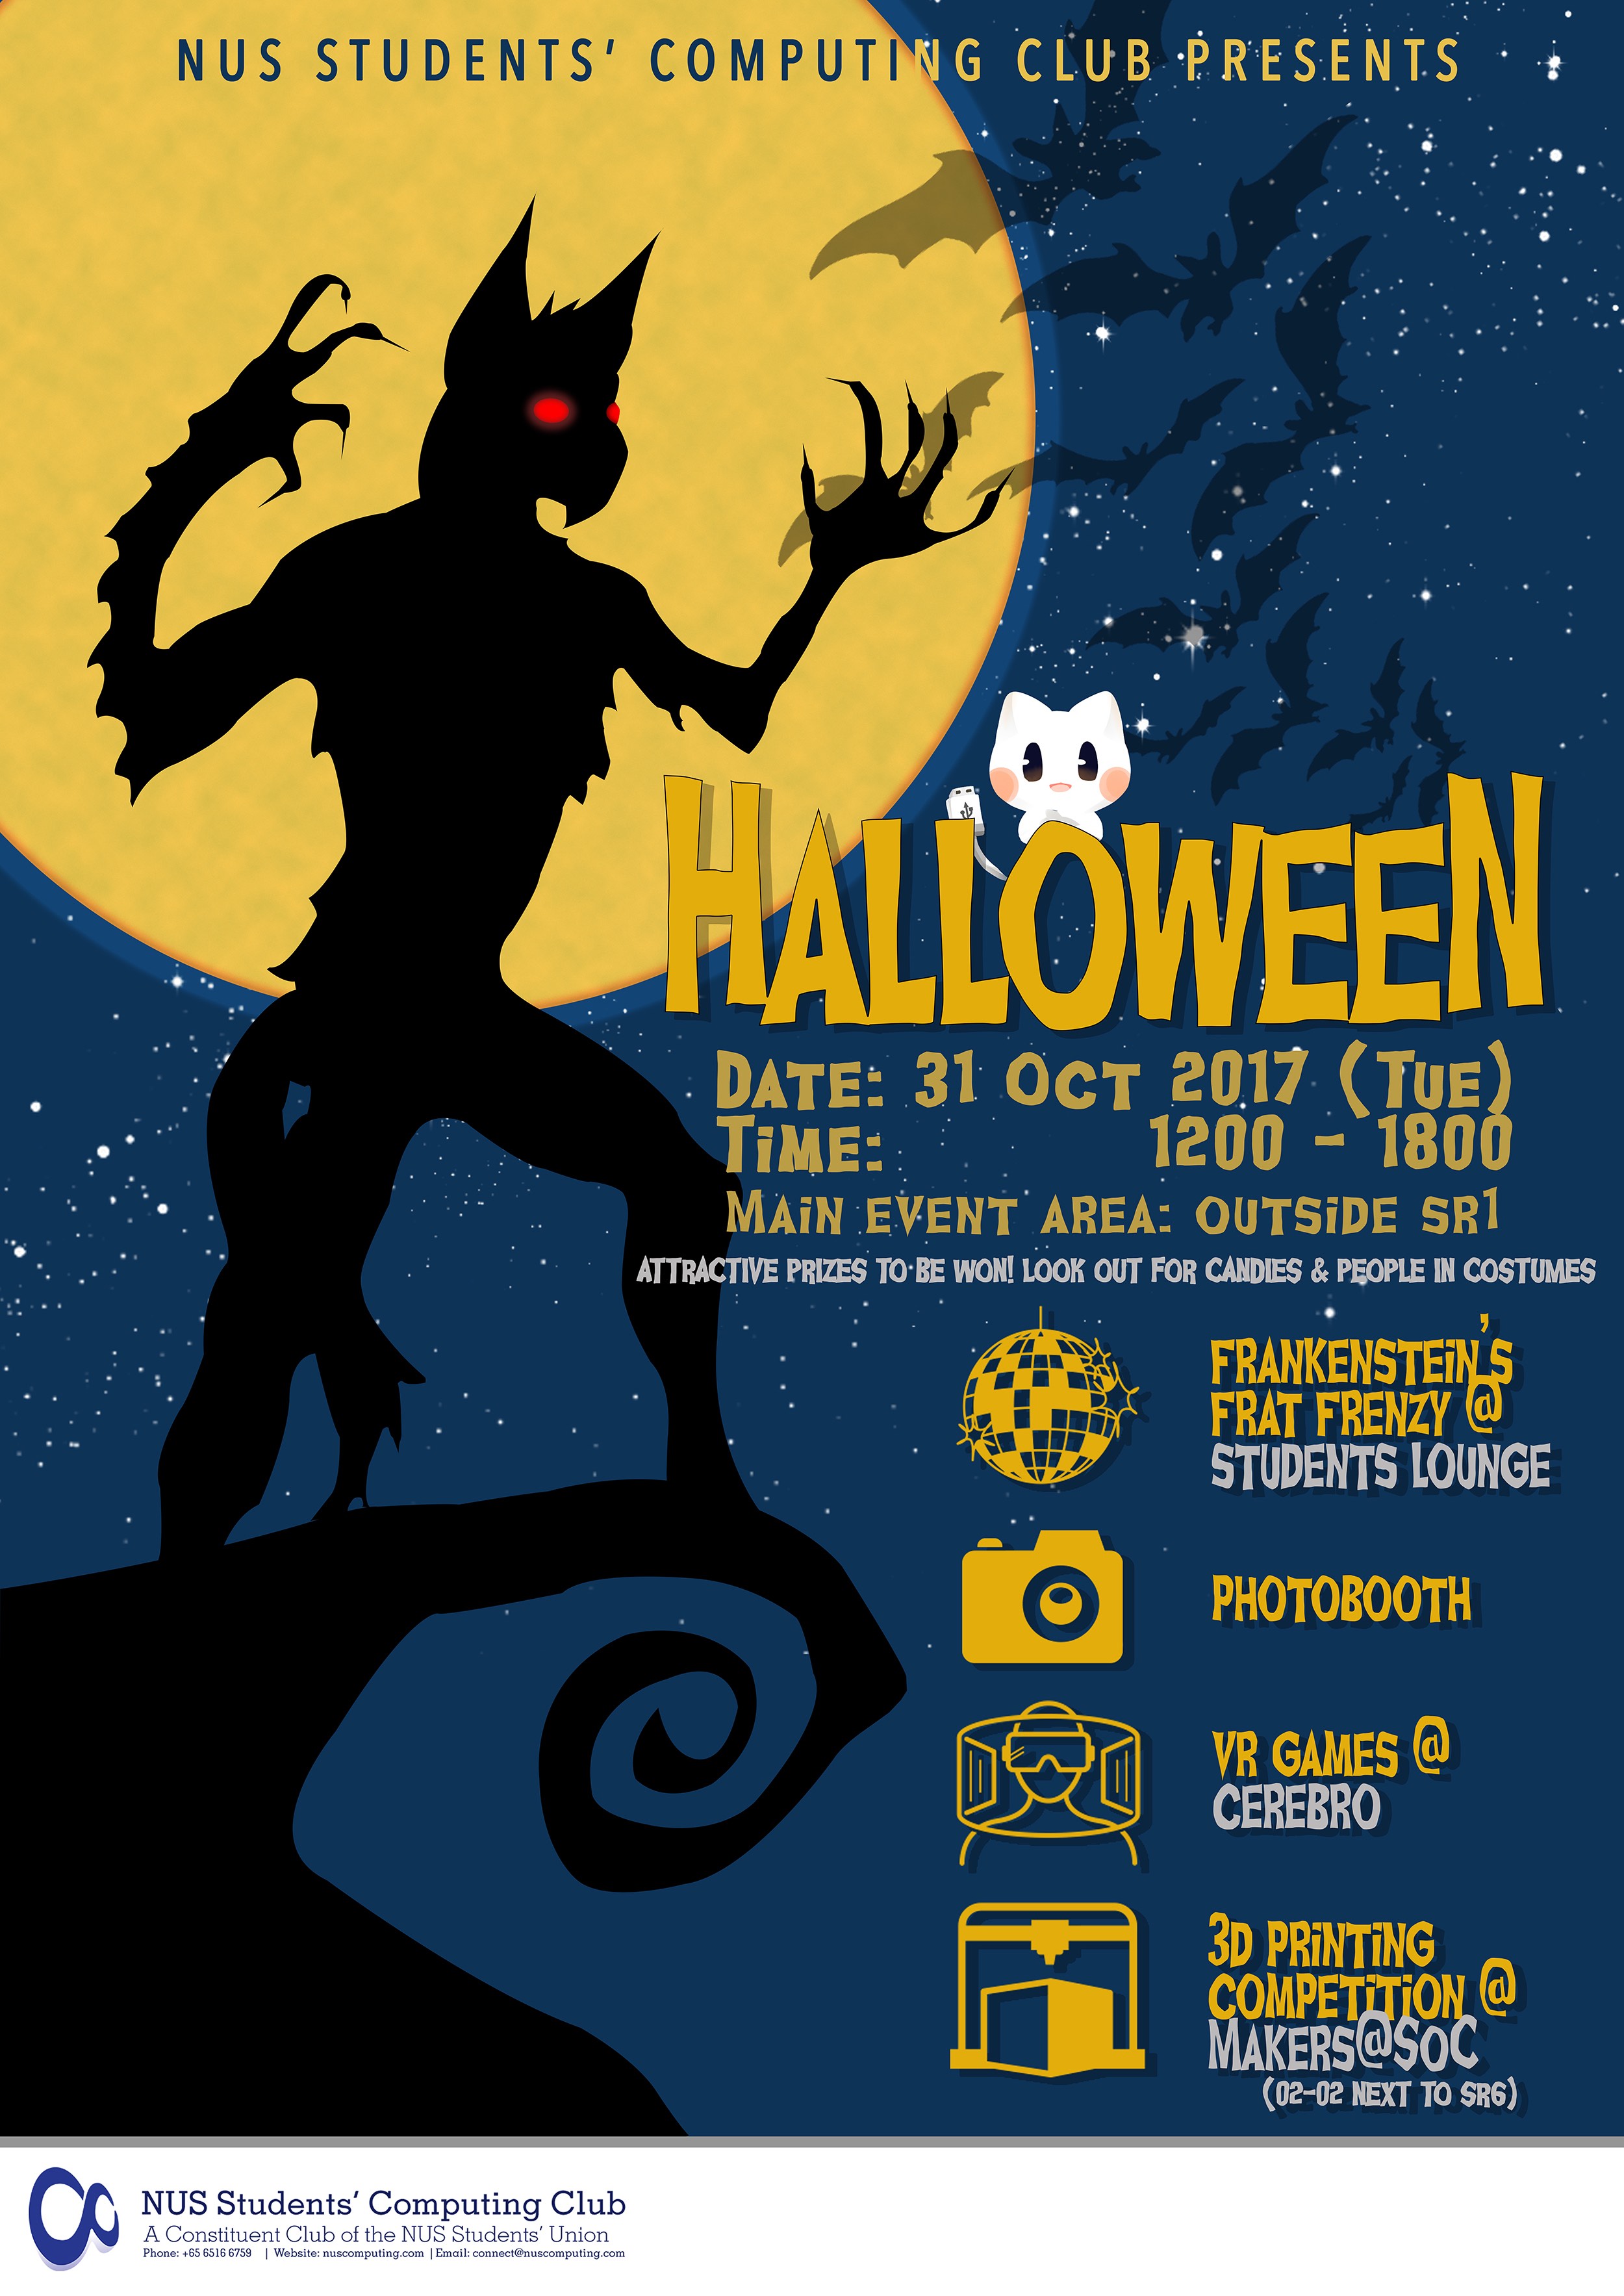 NUS STUDENTS' COMPUTING CLUB PRESENTS
HALLOWEEN
DATE: 31 OCT 2017 (TUE)
TIME: 1200 - 1800
MAIN EVENT AREA: OUTSIDE SR1
ATTRACTIVE PRIZES TO BE WON! LOOK OUT FOR CANDIES & PEOPLE IN COSTUMES
FRANKENSTEIN'S
FRAT FRENZY @
STUDENTS LOUNGE
PHOTOBOOTH
VR GAMES @
CEREBRO
3D PRINTING
COMPETITION @
MAKERS@SOC
(02-02 NEXT TO SR6)
NUS Students' Computing Club
A Constituent Club of the NUS Students' Union
Phone: +65 6516 6759 | Website: nuscomputing.com | Email: connect@nuscomputing.com